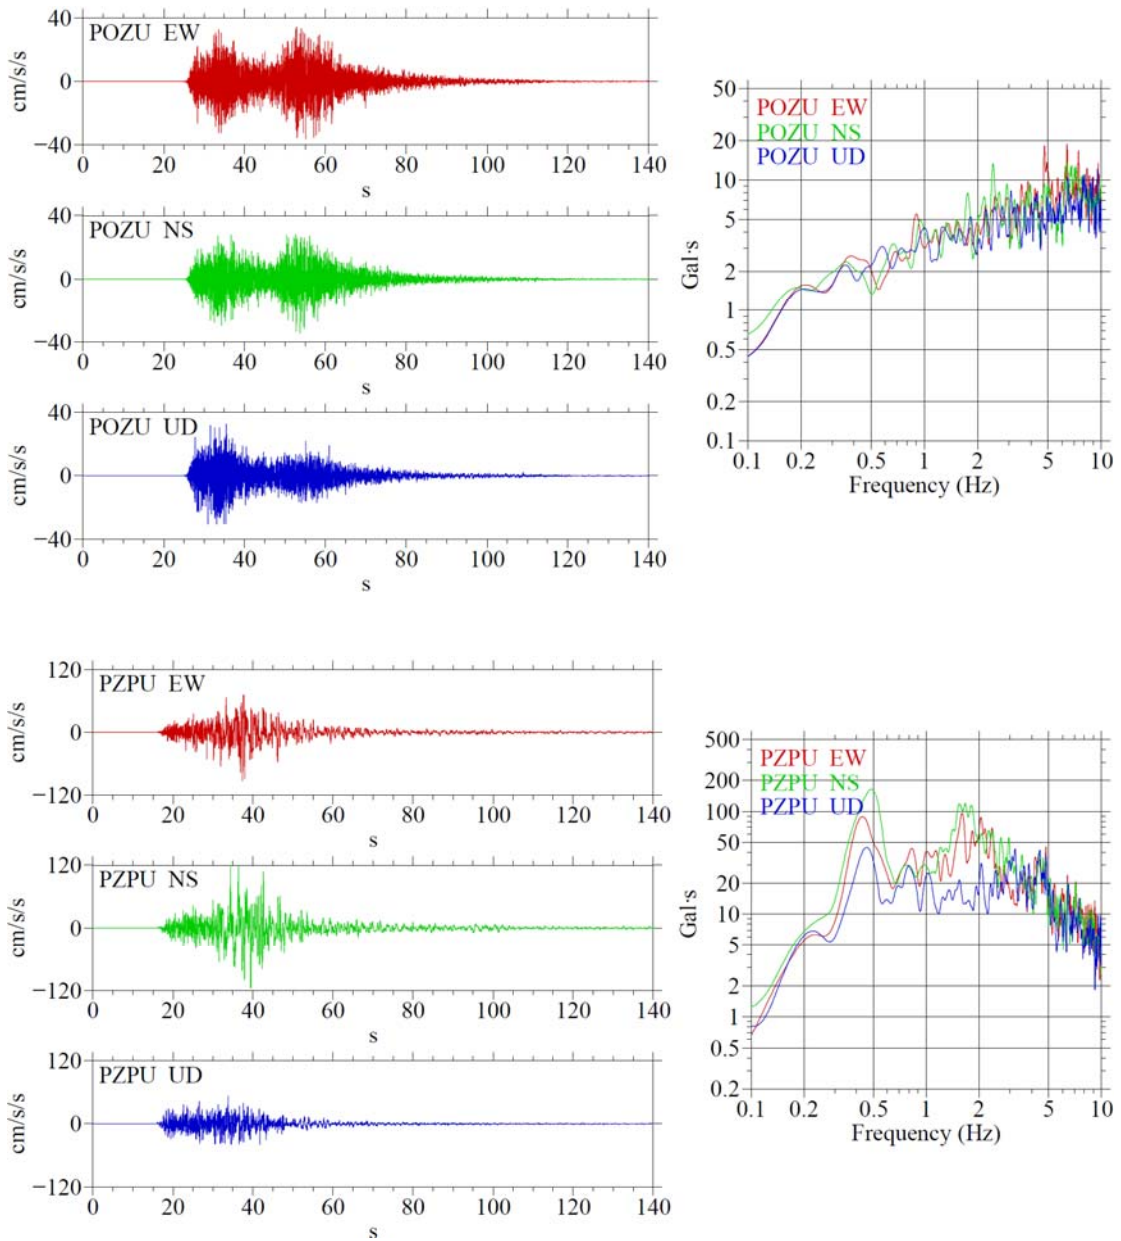 40
POZU EW
cm/s/s
0
−40
0 20 40 60 80 100 120 140
s
40
POZU NS
cm/s/s
0
−40
0 20 40 60 80 100 120 140
s
40
POZU UD
cm/s/s
0
−40
0 20 40 60 80 100 120 140
s
50
POZU EW
POZU NS
POZU UD
20
10
5
Gal·s
2
1
0.5
0.2
0.1
0.1 0.2 0.5 1 2 5 10
Frequency (Hz)
120
PZPU EW
cm/s/s
0
−120
0 20 40 60 80 100 120 140
s
120
PZPU NS
cm/s/s
0
−120
0 20 40 60 80 100 120 140
s
120
PZPU UD
cm/s/s
0
−120
0 20 40 60 80 100 120 140
s
500
PZPU EW
PZPU NS
PZPU UD
200
100
50
20
Gal·s
10
5
2
1
0.5
0.2
0.1 0.2 0.5 1 2 5 10
Frequency (Hz)